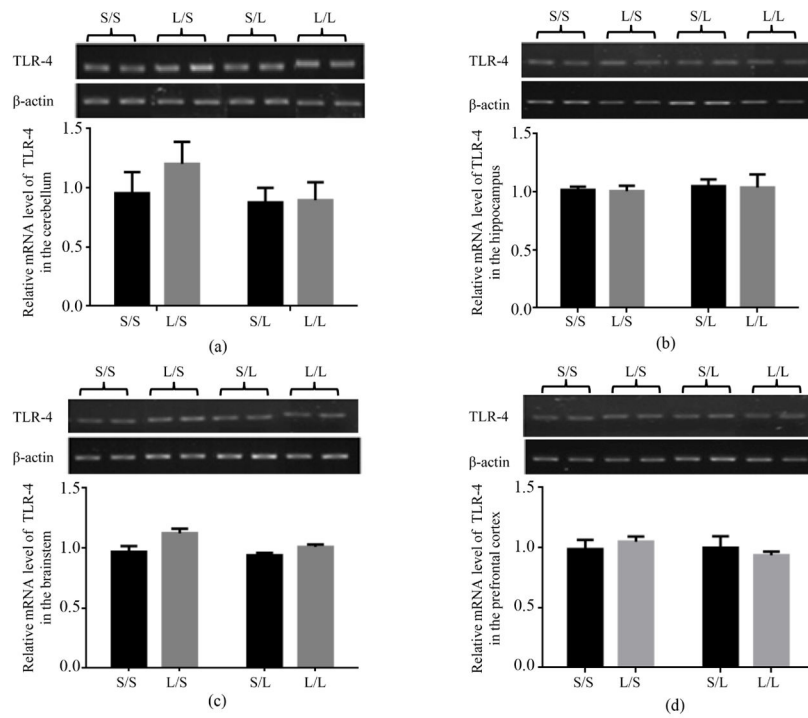 S/S L/S S/L L/L
TLR-4
β-actin
Relative mRNA level of TLR-4
in the cerebellum
1.5
1.0
0.5
0.0
S/S L/S S/L L/L
(a)
S/S L/S S/L L/L
TLR-4
β-actin
Relative mRNA level of TLR-4
in the hippocampus
1.5
1.0
0.5
0.0
S/S L/S S/L L/L
(b)
S/S L/S S/L L/L
TLR-4
β-actin
Relative mRNA level of TLR-4
in the brainstem
1.5
1.0
0.5
0.0
S/S L/S S/L L/L
(c)
S/S L/S S/L L/L
TLR-4
β-actin
Relative mRNA level of TLR-4
in the prefrontal cortex
1.5
1.0
0.5
0.0
S/S L/S S/L L/L
(d)